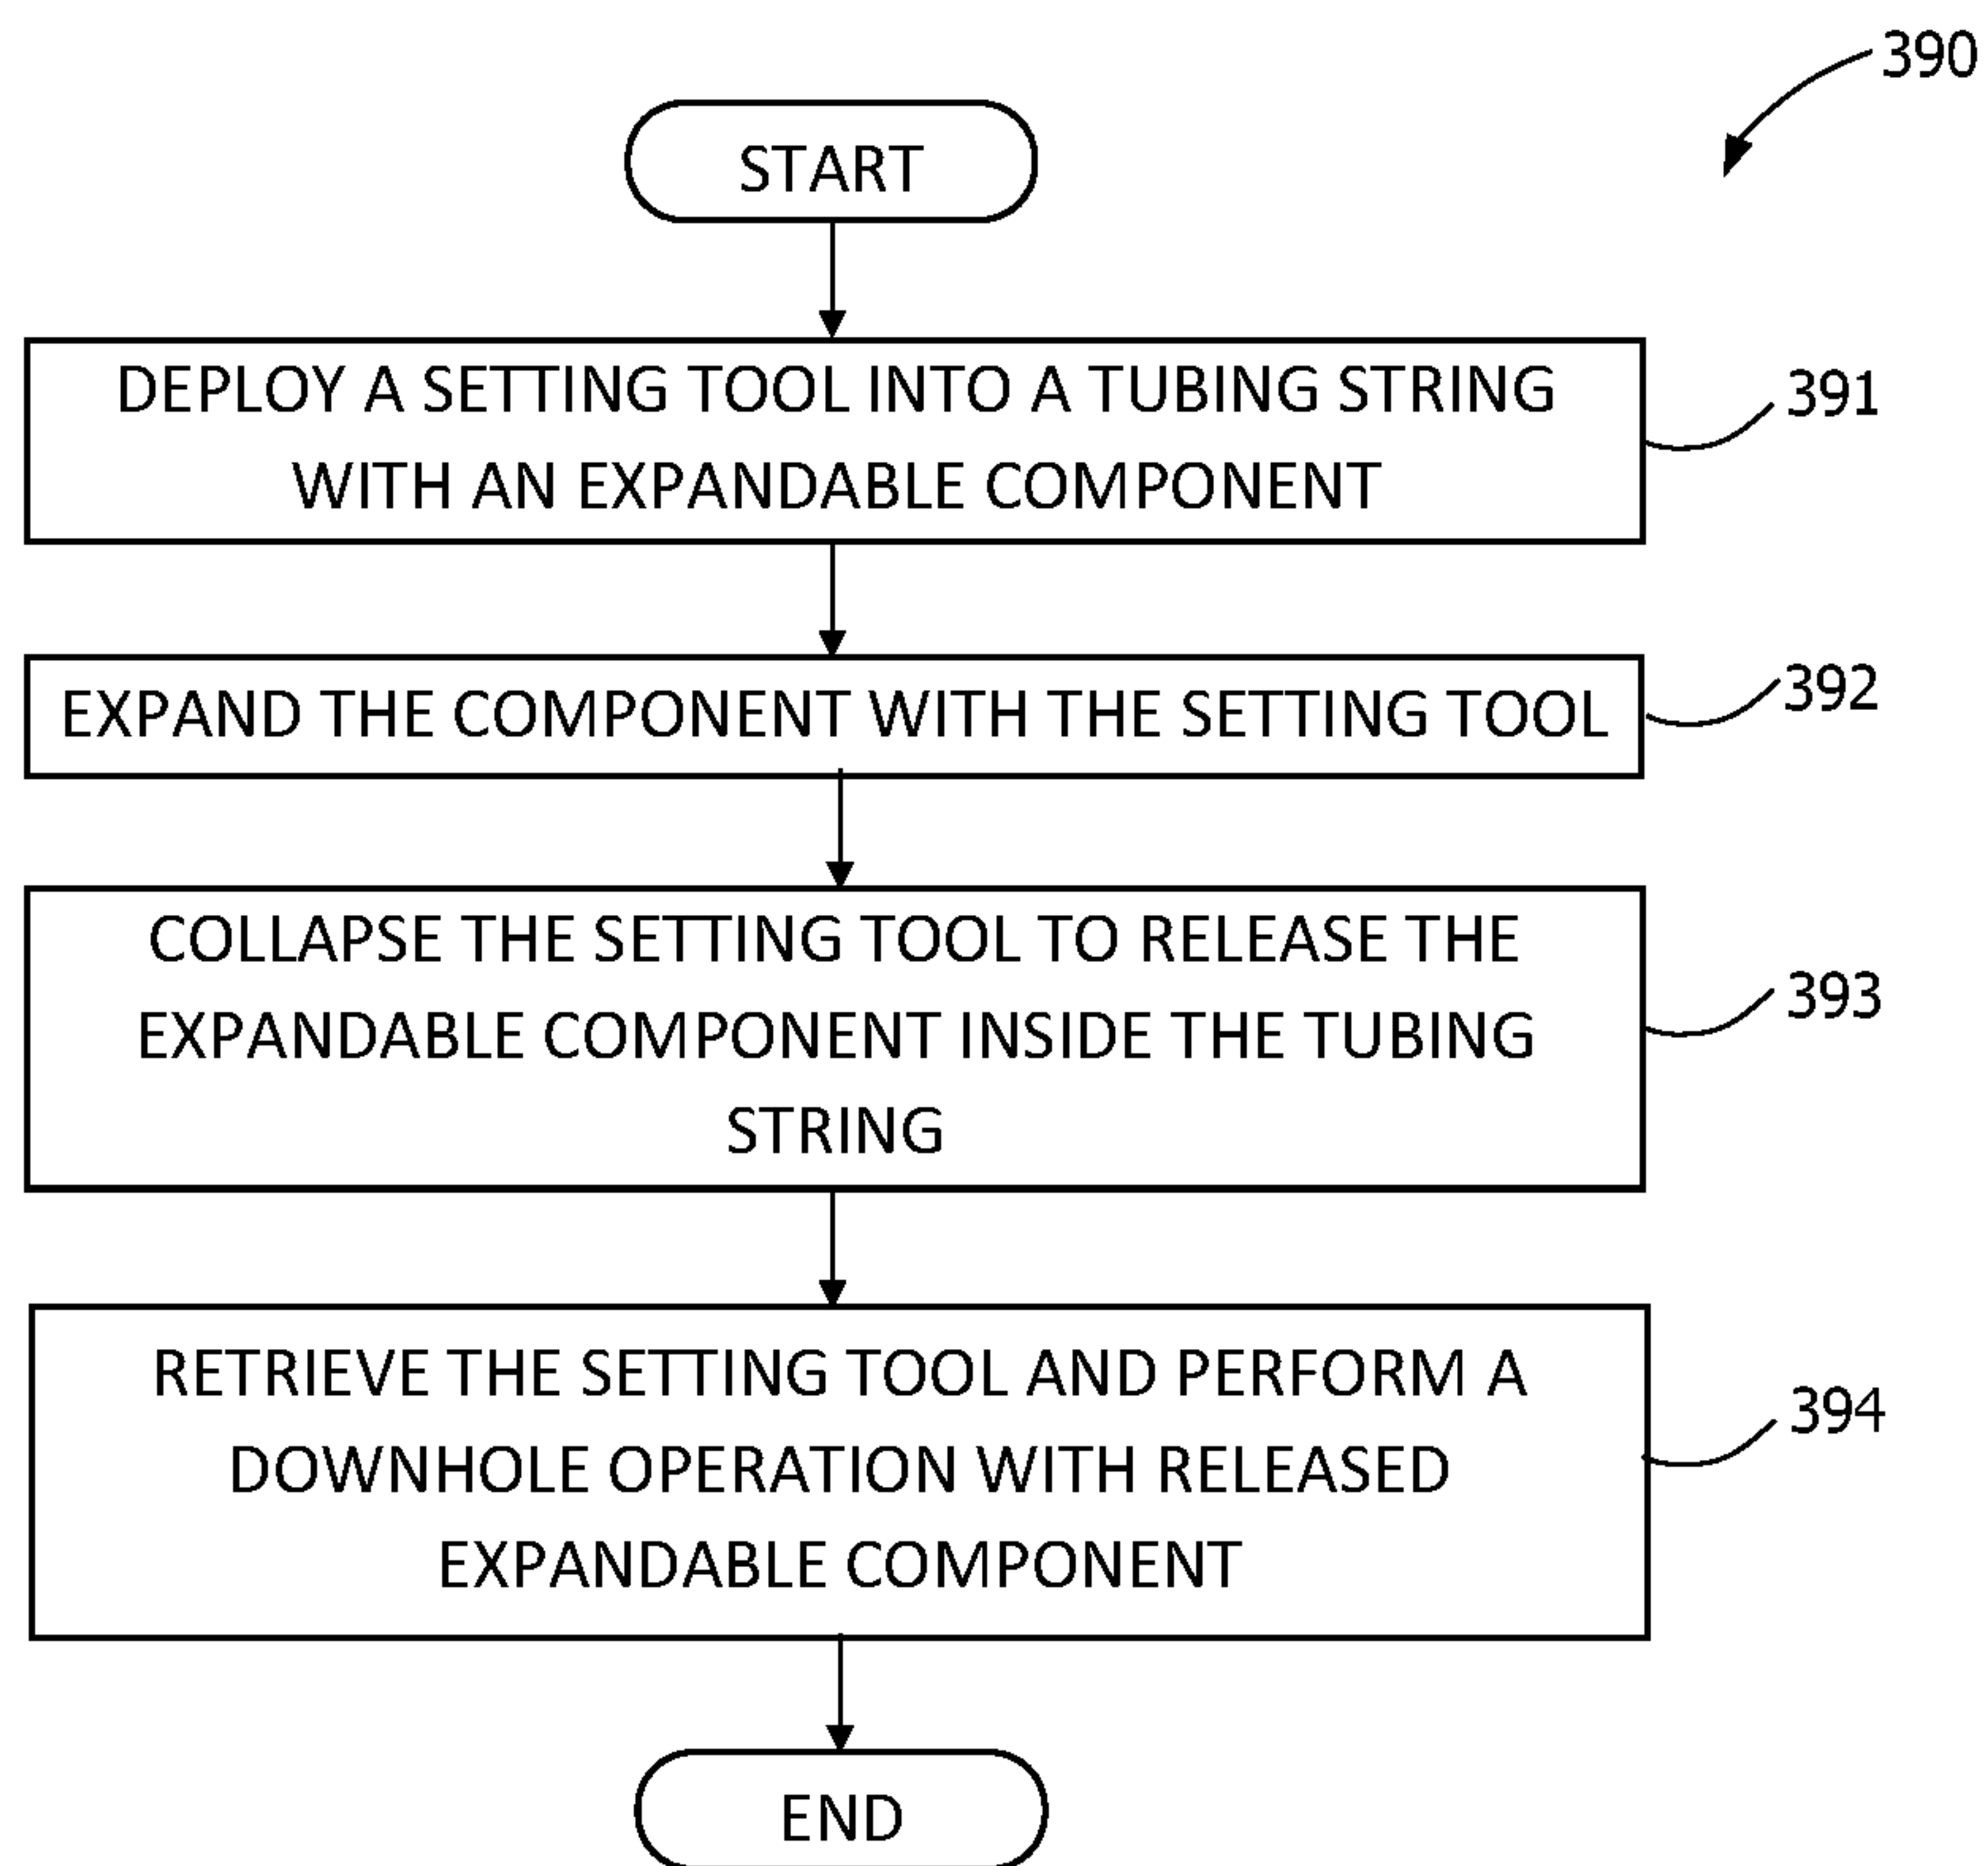 390
START
DEPLOY A SETTING TOOL INTO A TUBING STRING
WITH AN EXPANDABLE COMPONENT
391
EXPAND THE COMPONENT WITH THE SETTING TOOL
392
COLLAPSE THE SETTING TOOL TO RELEASE THE
EXPANDABLE COMPONENT INSIDE THE TUBING
STRING
393
RETRIEVE THE SETTING TOOL AND PERFORM A
DOWNHOLE OPERATION WITH RELEASED
EXPANDABLE COMPONENT
394
END